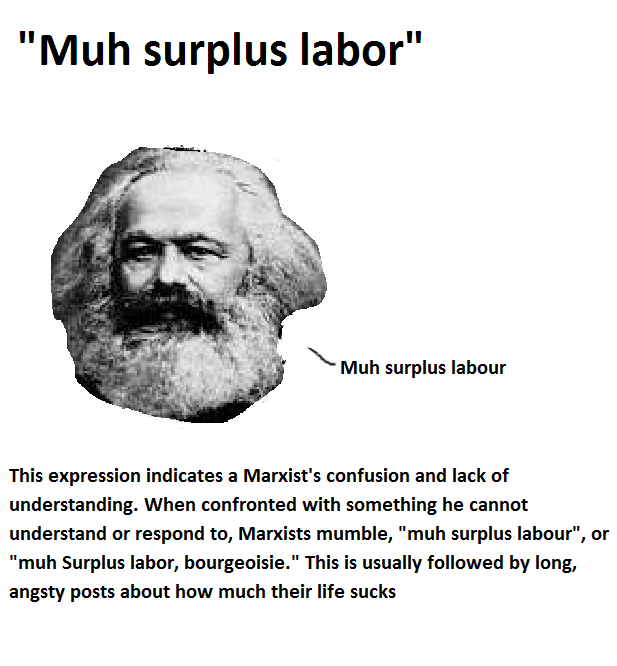 "Muh surplus labor"
Muh surplus labour
This expression indicates a Marxist's confusion and lack of
understanding. When confronted with something he cannot
understand or respond to, Marxists mumble, "muh surplus labour", or
"muh Surplus labor, bourgeoisie." This is usually followed by long,
angsty posts about how much their life sucks